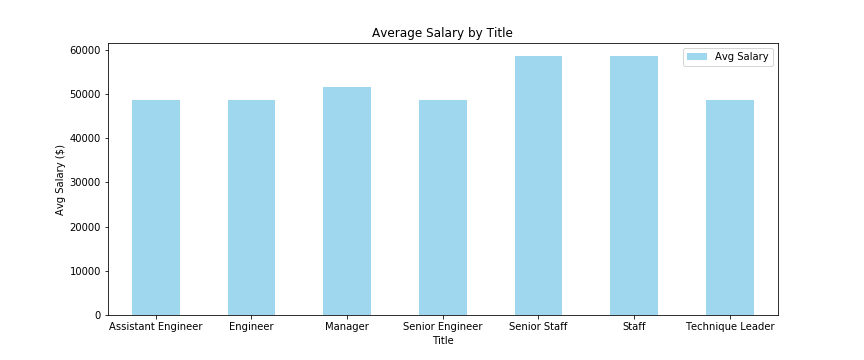 Average Salary by Title
Avg Salary
Avg Salary ($)
60000
50000
40000
30000
20000
10000
0
Assistant Engineer Engineer Manager Senior Engineer Senior Staff Staff Technique Leader
Title